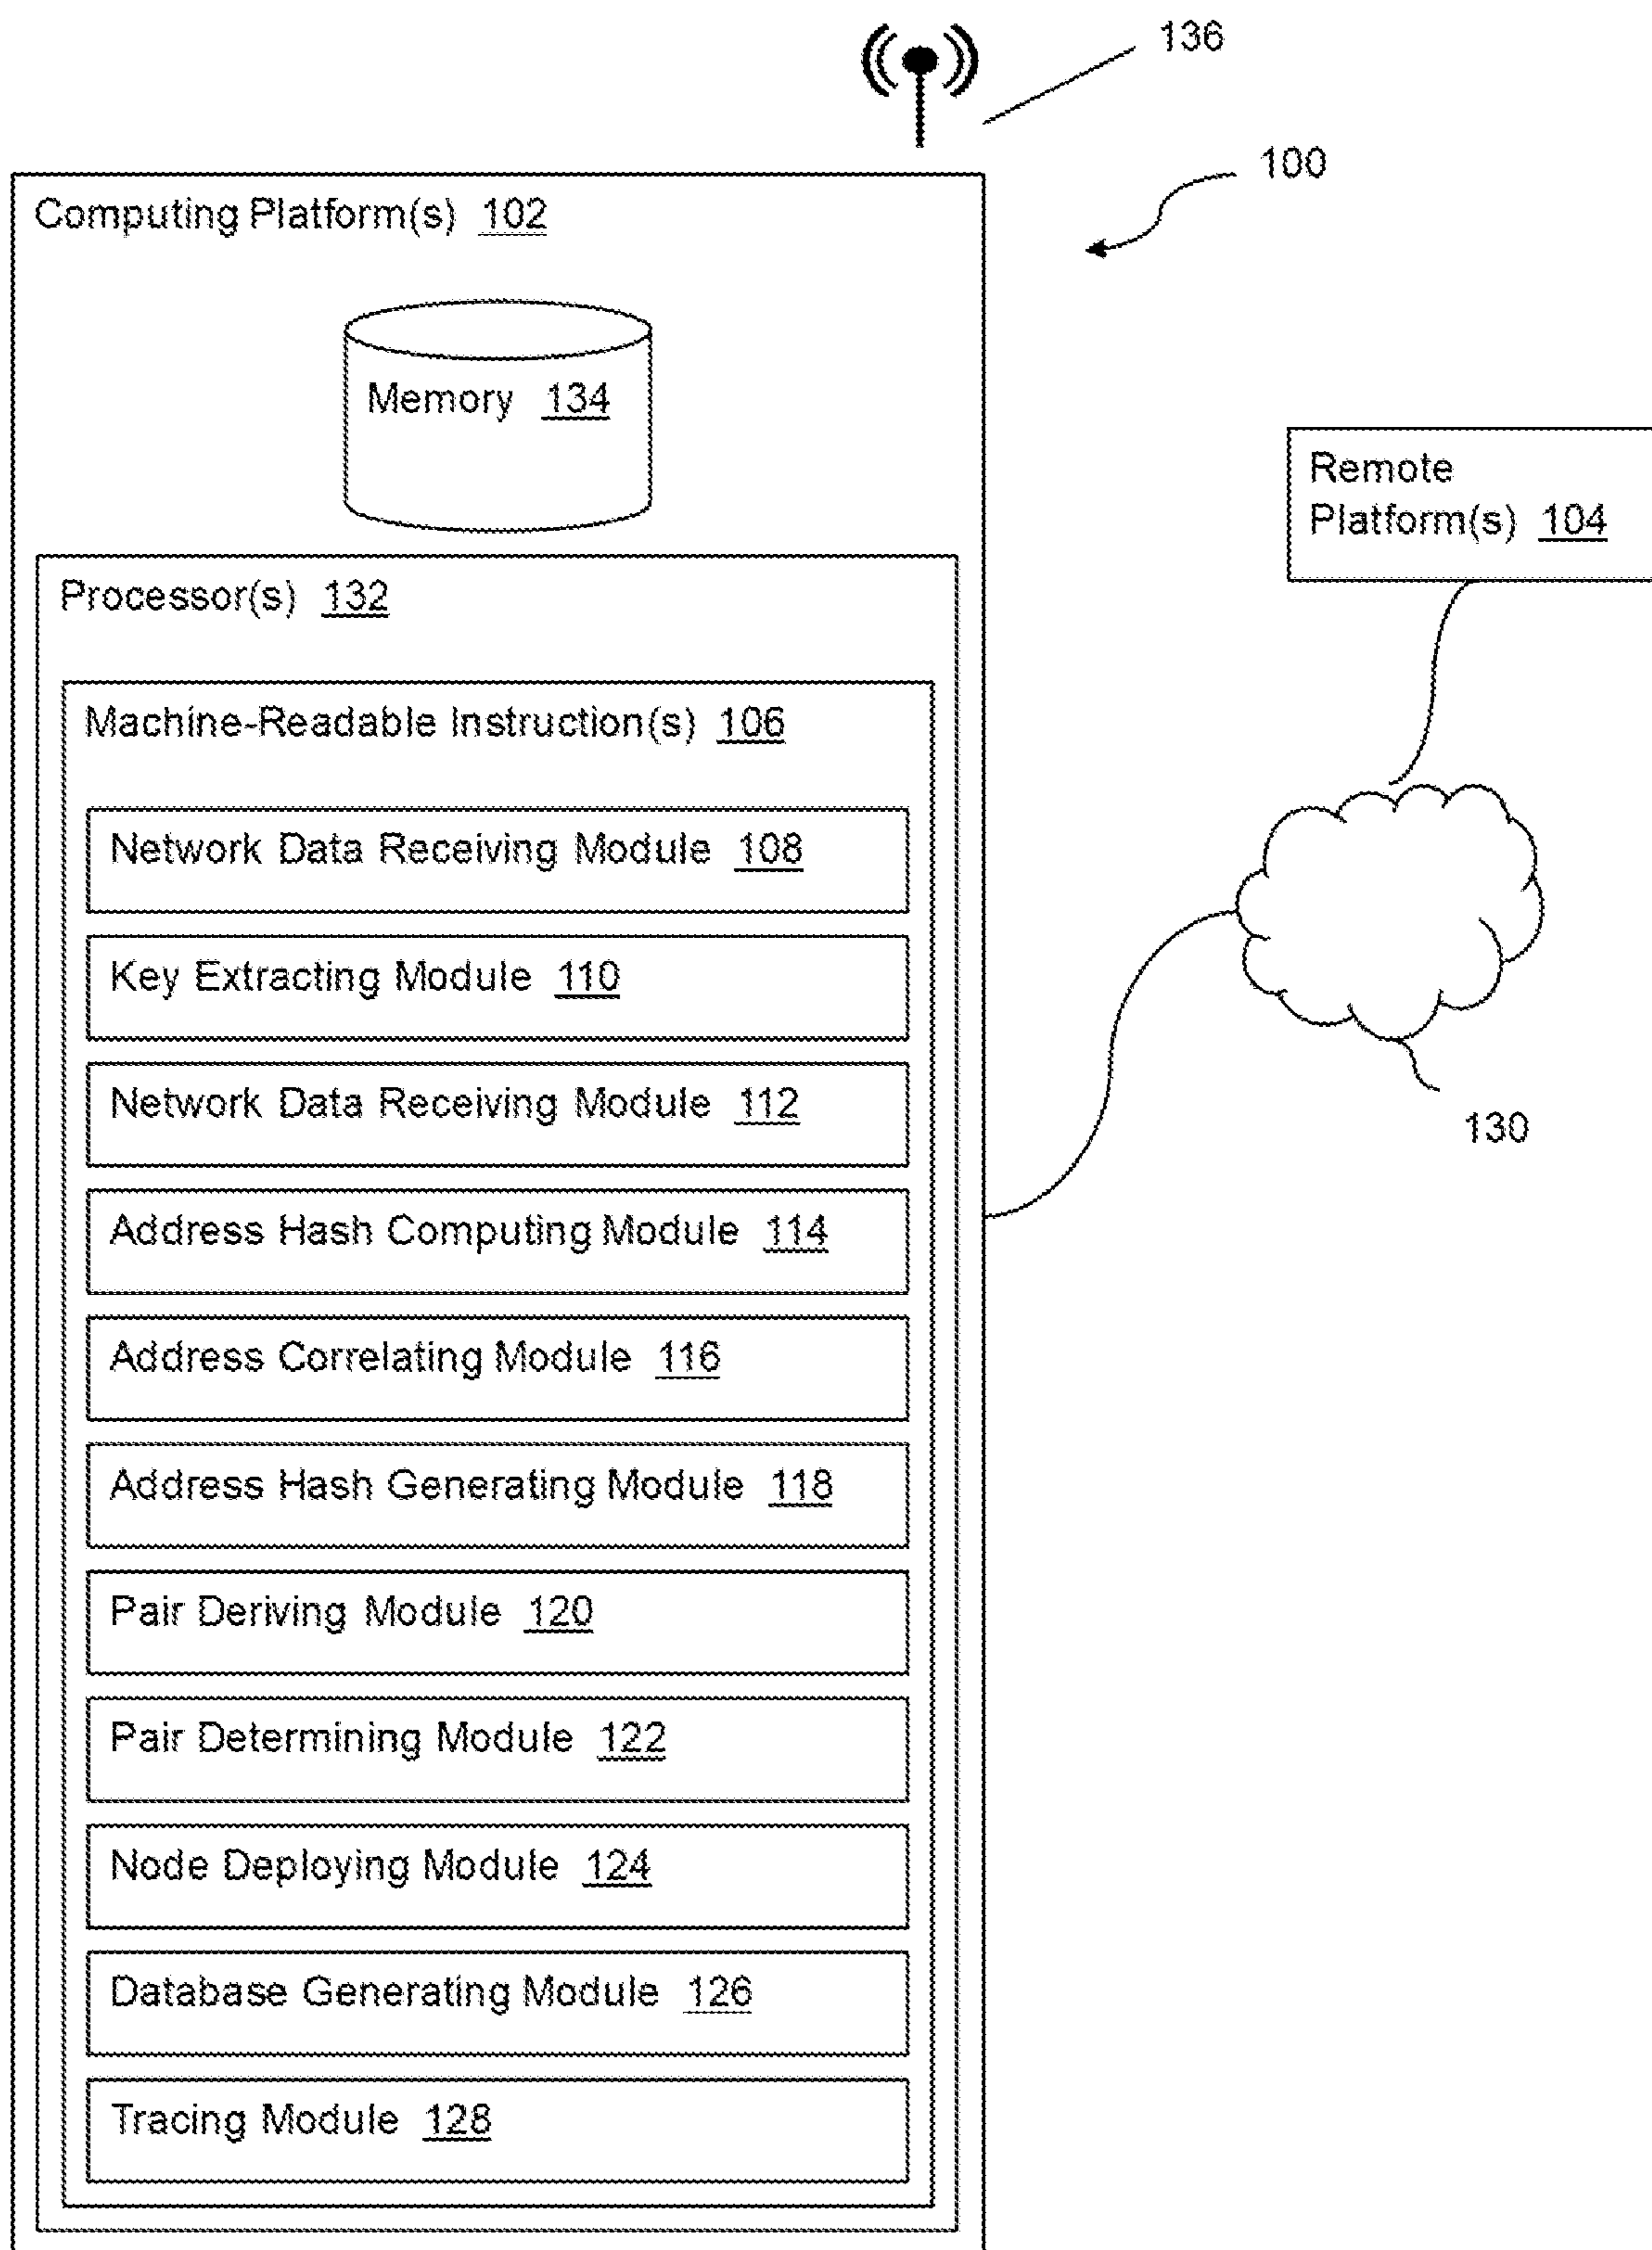 136
100
Computing Platform(s) 102
Memory 134
Remote
Platform(s) 104
Processor(s) 132
Machine-Readable Instruction(s) 106
Network Data Receiving Module 108
Key Extracting Module 110
Network Data Receiving Module 112
130
Address Hash Computing Module 114
Address Correlating Module 116
Address Hash Generating Module 118
Pair Deriving Module 120
Pair Determining Module 122
Node Deploying Module 124
Database Generating Module 126
Tracing Module 128